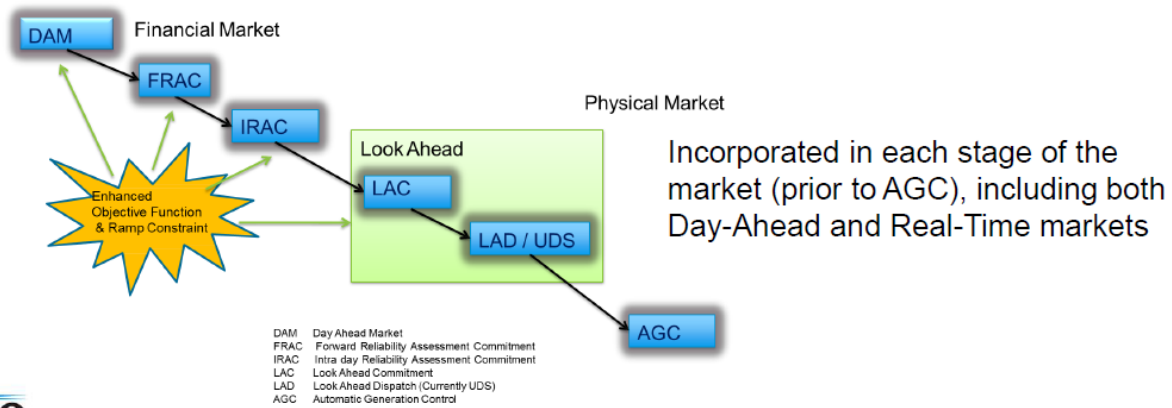 DAM
Financial Market
FRAC
IRAC
Physical Market
Look Ahead
LAC
LAD / UDS
AGC
Enhanced
Objective Function
& Ramp Constraint
Incorporated in each stage of the
market (prior to AGC), including both
Day-Ahead and Real-Time markets
DAM Day Ahead Market
FRAC Forward Reliability Assessment Commitment
IRAC Intra day Reliability Assessment Commitment
LAC Look Ahead Commitment
LAD Look Ahead Dispatch (Currently UDS)
AGC Automatic Generation Control